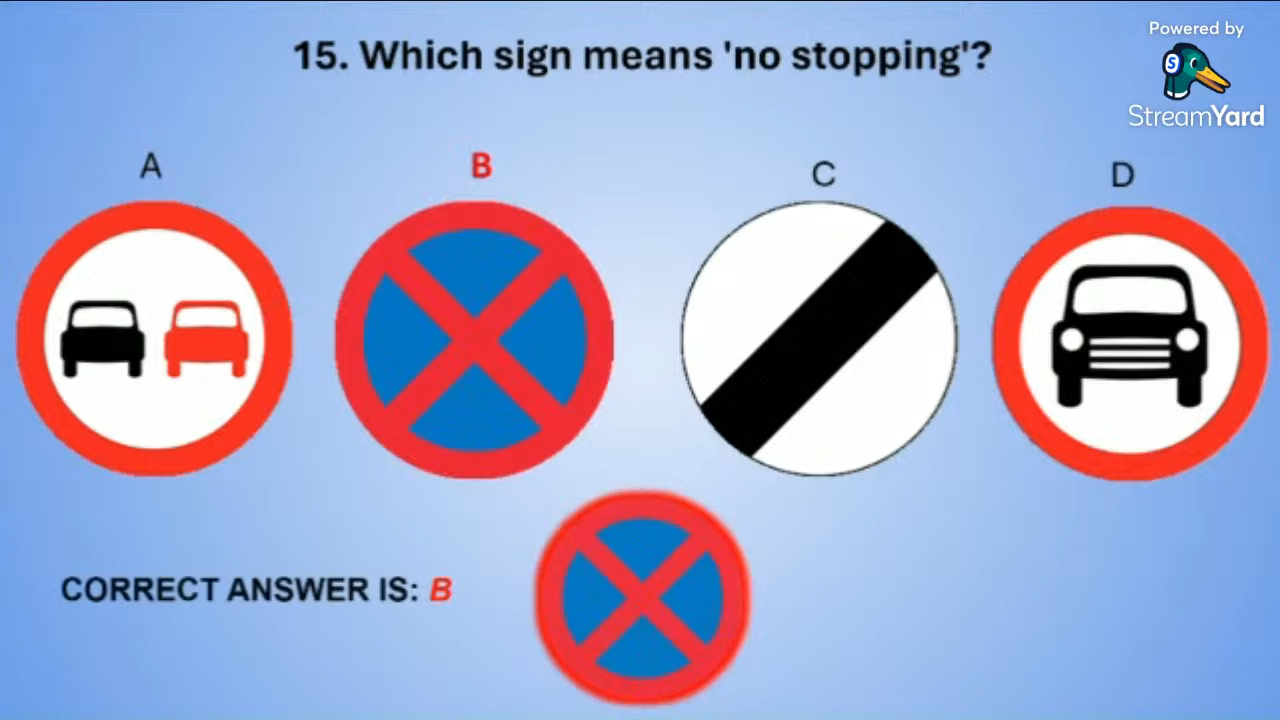 15. Which sign means 'no stopping'?
Powered by
S
StreamYard
A
B
C
D
CORRECT ANSWER IS: B